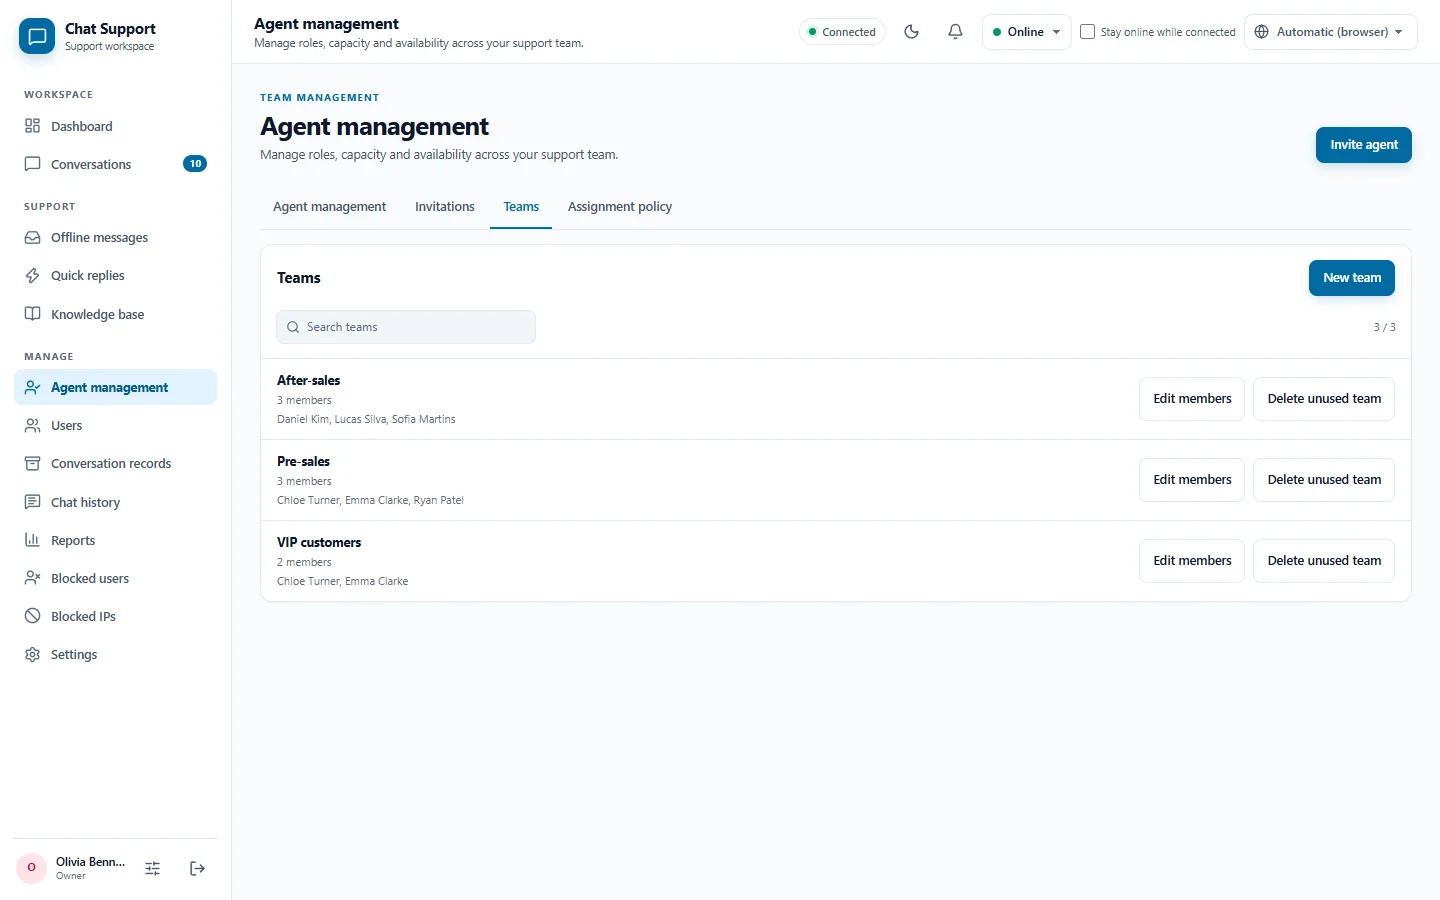 Chat Support
Support workspace
WORKSPACE
Dashboard
Conversations 10
SUPPORT
Offline messages
Quick replies
Knowledge base
MANAGE
Agent management
Users
Conversation records
Chat history
Reports
Blocked users
Blocked IPs
Settings
O
Olivia Benn...
Owner
Agent management
Manage roles, capacity and availability across your support team.
Connected
Online
Stay online while connected
Automatic (browser)
TEAM MANAGEMENT
Agent management
Manage roles, capacity and availability across your support team.
Invite agent
Agent management Invitations Teams Assignment policy
Teams
New team
Search teams
3 / 3
After-sales
3 members
Daniel Kim, Lucas Silva, Sofia Martins
Edit members Delete unused team
Pre-sales
3 members
Chloe Turner, Emma Clarke, Ryan Patel
Edit members Delete unused team
VIP customers
2 members
Chloe Turner, Emma Clarke
Edit members Delete unused team